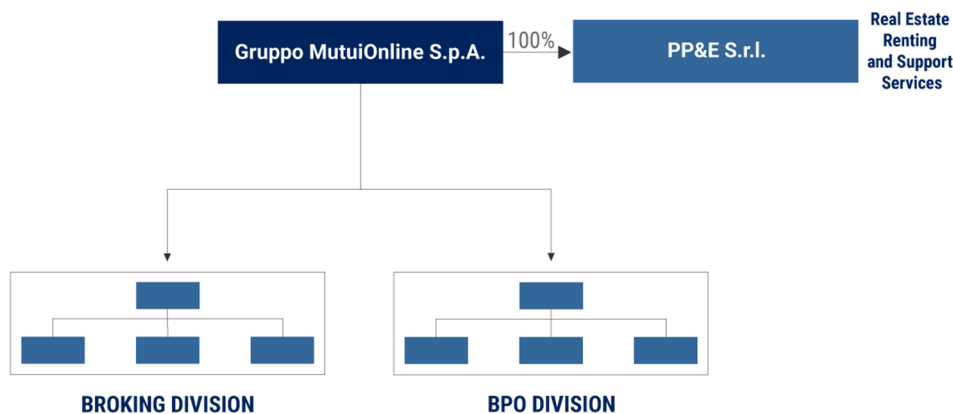 Gruppo MutuiOnline S.p.A.
100%
PP&E S.r.l.
Real Estate
Renting
and Support
Services
BROKING DIVISION
BPO DIVISION